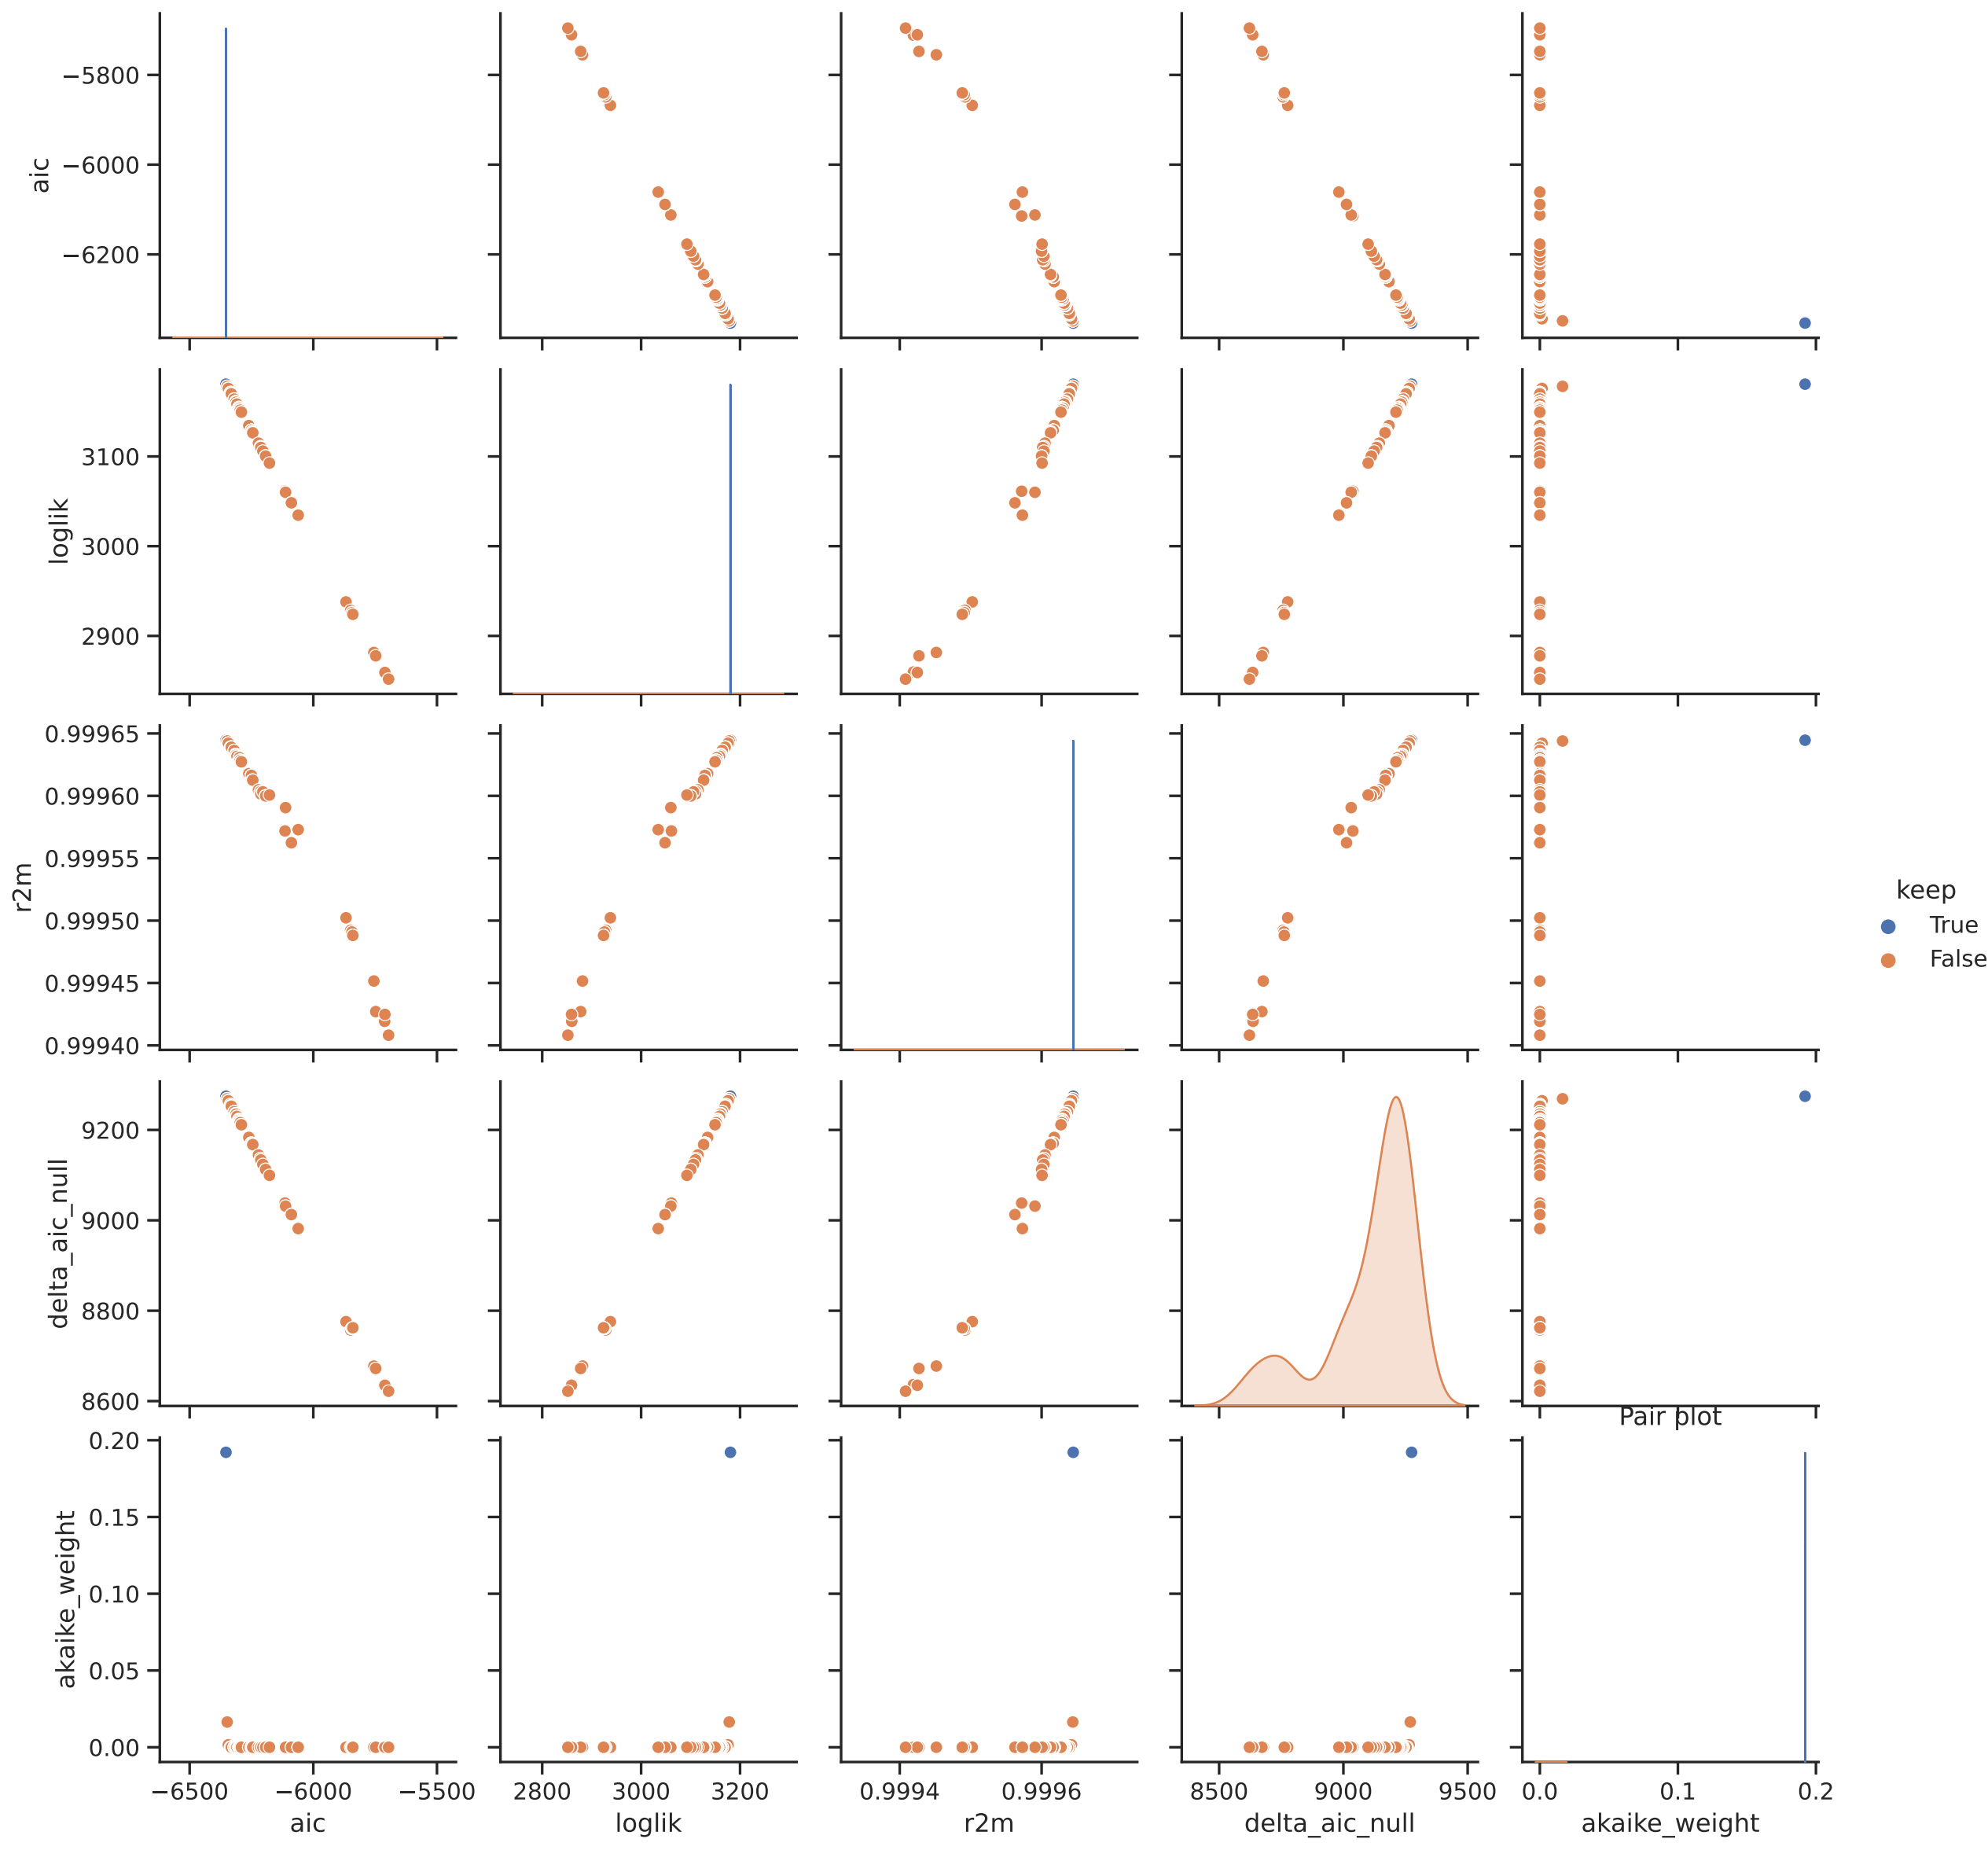 aic
−5800
−6000
−6200
loglik
3100
3000
2900
r2m
0.99965
0.99960
0.99955
0.99950
0.99945
0.99940
keep
True
False
delta_aic_null
9200
9000
8800
8600
Pair plot
akaike_weight
0.20
0.15
0.10
0.05
0.00
−6500 −6000 −5500 2800 3000 3200 0.9994 0.9996 8500 9000 9500 0.0 0.1 0.2
aic loglik r2m delta_aic_null akaike_weight